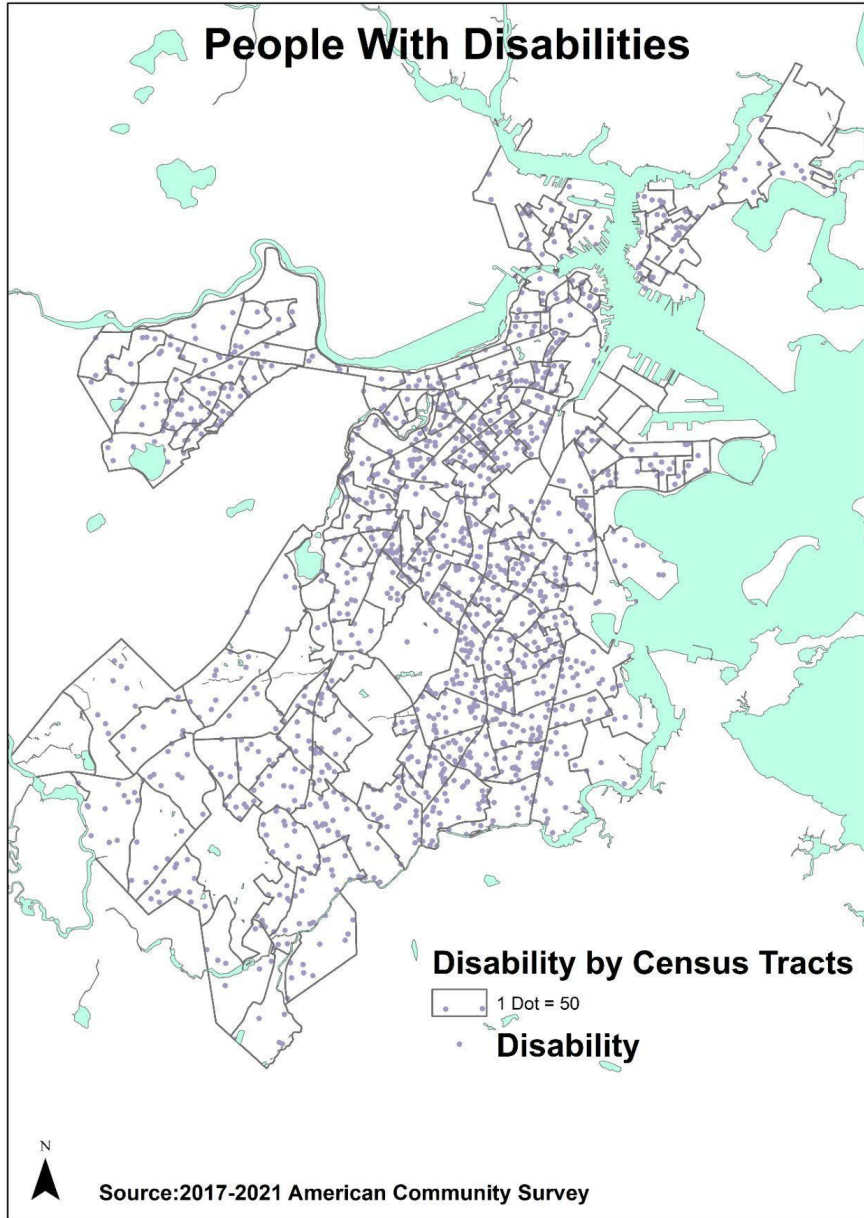 People With Disabilities
Disability by Census Tracts
1 Dot = 50
Disability
N
Source:2017-2021 American Community Survey